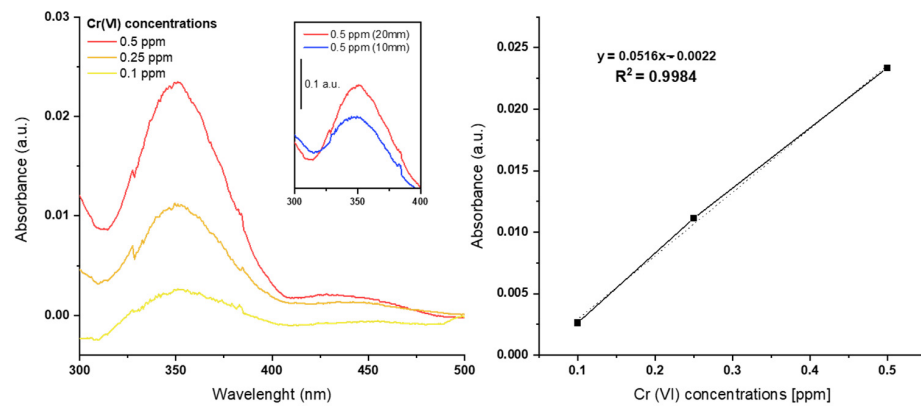 0.03
0.02
0.01
0.00
Absorbance (a.u.)
Cr(VI) concentrations
0.5 ppm
0.25 ppm
0.1 ppm
0.5 ppm (20mm)
0.5 ppm (10mm)
0.1 a.u.
300 350 400
300 350 400 450 500
Wavelenght (nm)
0.025
0.020
0.015
0.010
0.005
0.000
Absorbance (a.u.)
y = 0.0516x - 0.0022
R² = 0.9984
0.1 0.2 0.3 0.4 0.5
Cr (VI) concentrations [ppm]